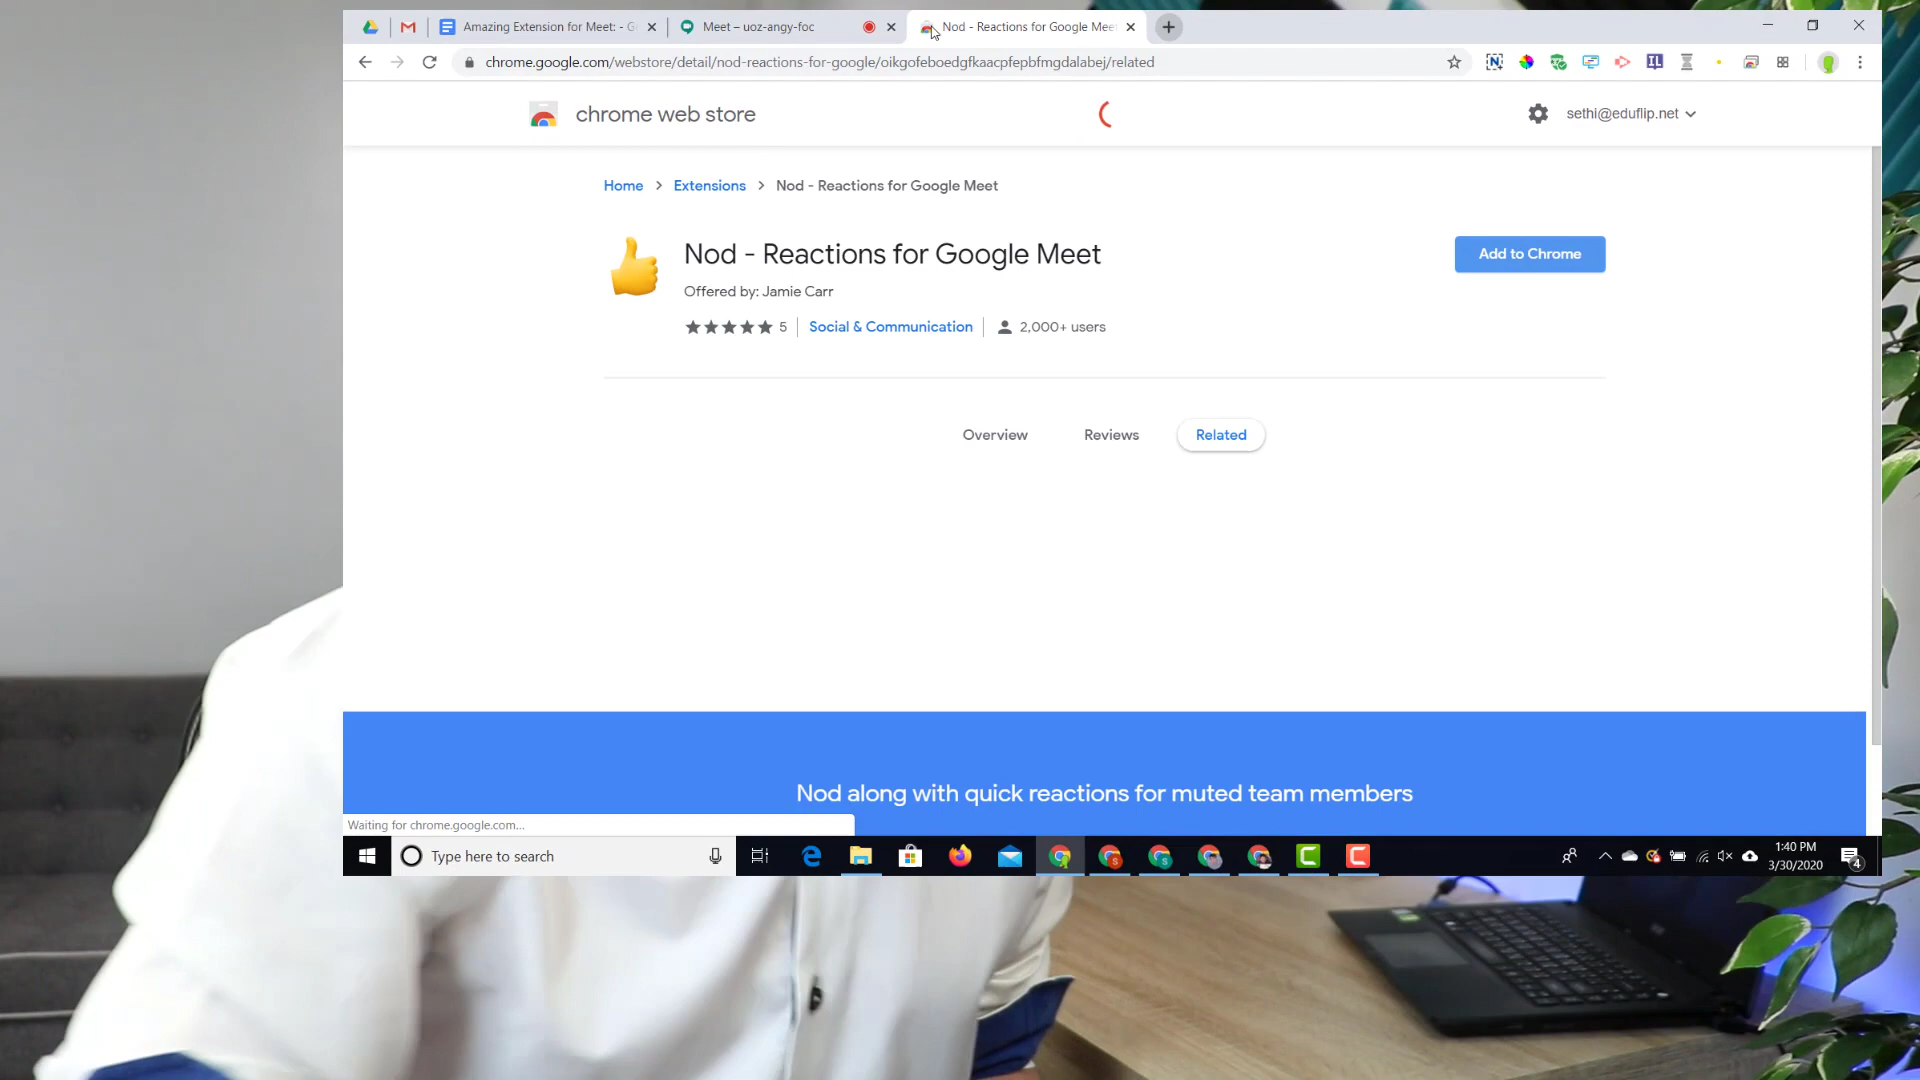 Amazing Extension for Meet: - G
Meet – uoz-angy-foc
Nod - Reactions for Google Meet
chrome.google.com/webstore/detail/nod-reactions-for-google/oikgofeboedgfkaacpfepbfmgdalabej/related
N
IL
chrome web store
sethi@eduflip.net
Home > Extensions > Nod - Reactions for Google Meet
Nod - Reactions for Google Meet
Add to Chrome
Offered by: Jamie Carr
5
Social & Communication
2,000+ users
Overview
Reviews
Related
Nod along with quick reactions for muted team members
Waiting for chrome.google.com...
Type here to search
1:40 PM
3/30/2020
4